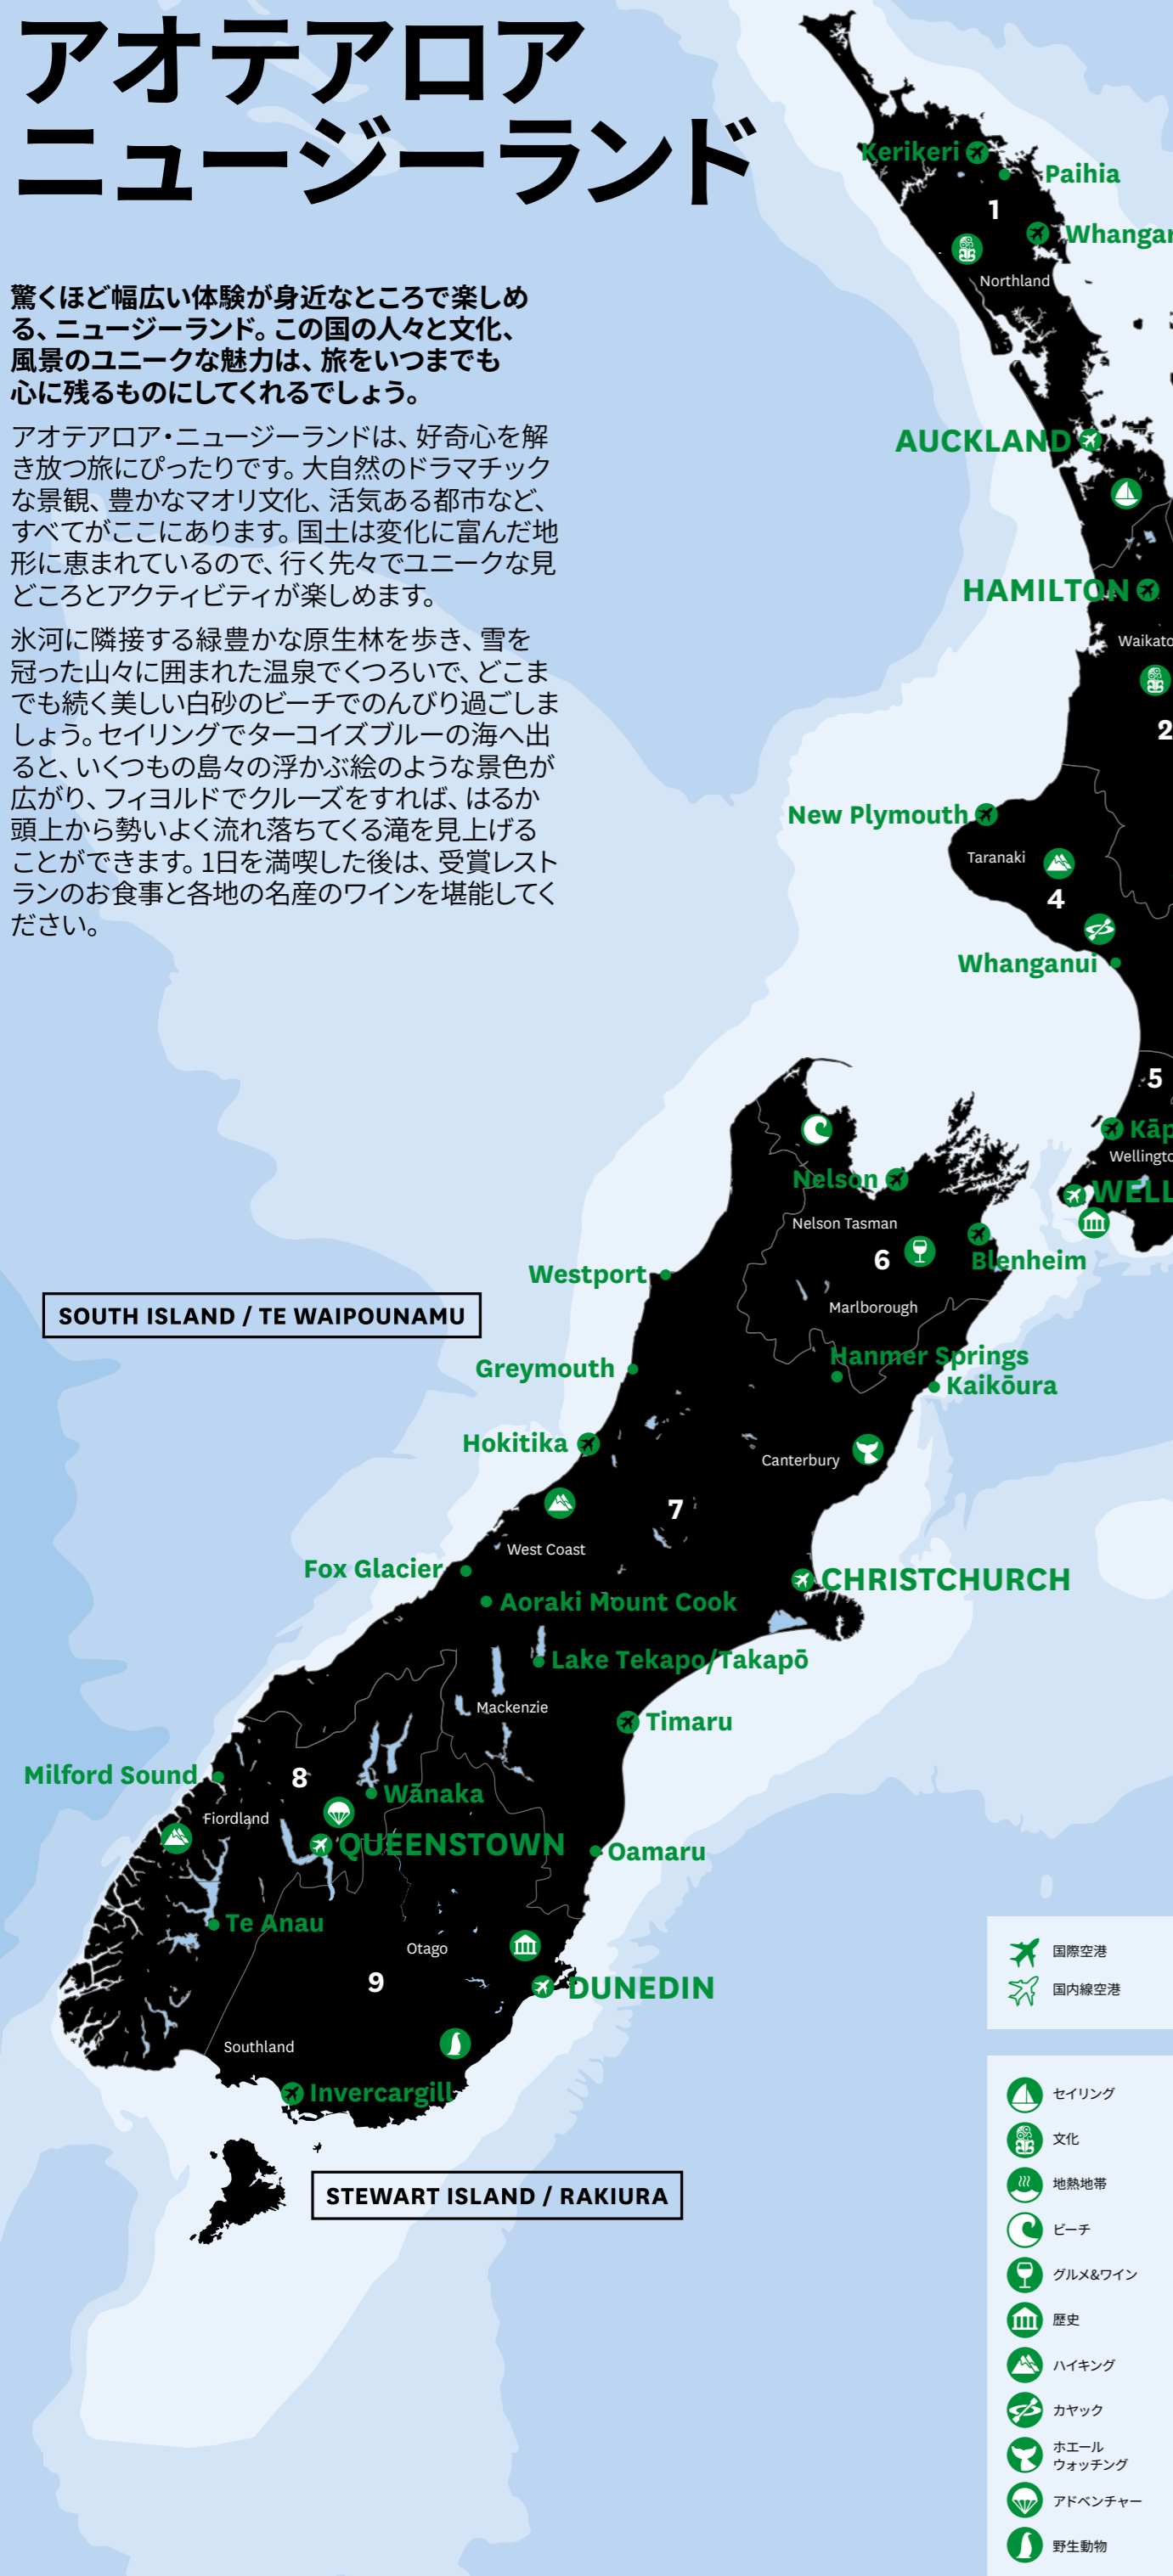 アオテアロア
ニュージーランド
驚くほど幅広い体験が身近なところで楽しめ
る、ニュージーランド。この国の人々と文化、
風景のユニークな魅力は、旅をいつまでも
心に残るものにしてくれるでしょう。
アオテアロア・ニュージーランドは、好奇心を解
き放つ旅にぴったりです。大自然のドラマチック
な景観、豊かなマオリ文化、活気ある都市など、
すべてがここにあります。国土は変化に富んだ地
形に恵まれているので、行く先々でユニークな見
どころとアクティビティが楽しめます。
氷河に隣接する緑豊かな原生林を歩き、雪を
冠った山々に囲まれた温泉でくつろいで、どこま
でも続く美しい白砂のビーチでのんびり過ごしま
しょう。セイリングでターコイズブルーの海へ出
ると、いくつもの島々の浮かぶ絵のような景色が
広がり、フィヨルドでクルーズをすれば、はるか
頭上から勢いよく流れ落ちてくる滝を見上げる
ことができます。1日を満喫した後は、受賞レスト
ランのお食事と各地の名産のワインを堪能してく
ださい。
Kerikeri
Paihia
1
Whangar
Northland
AUCKLAND
HAMILTON
Waikato
2
New Plymouth
Taranaki
4
Whanganui
5
Kāp
Wellingto
WELL
Nelson
Nelson Tasman
6
Blenheim
Westport
Marlborough
SOUTH ISLAND / TE WAIPOUNAMU
Hanmer Springs
Greymouth
Kaikōura
Hokitika
Canterbury
7
West Coast
Fox Glacier
CHRISTCHURCH
Aoraki Mount Cook
Lake Tekapo/Takapō
Mackenzie
Timaru
Milford Sound
8
Wānaka
Fiordland
QUEENSTOWN
Oamaru
Te Anau
Otago
9
DUNEDIN
Southland
Invercargill
STEWART ISLAND / RAKIURA
国際空港
国内線空港
セイリング
文化
地熱地帯
ビーチ
グルメ&ワイン
歴史
ハイキング
カヤック
ホエール
ウォッチング
アドベンチャー
野生動物